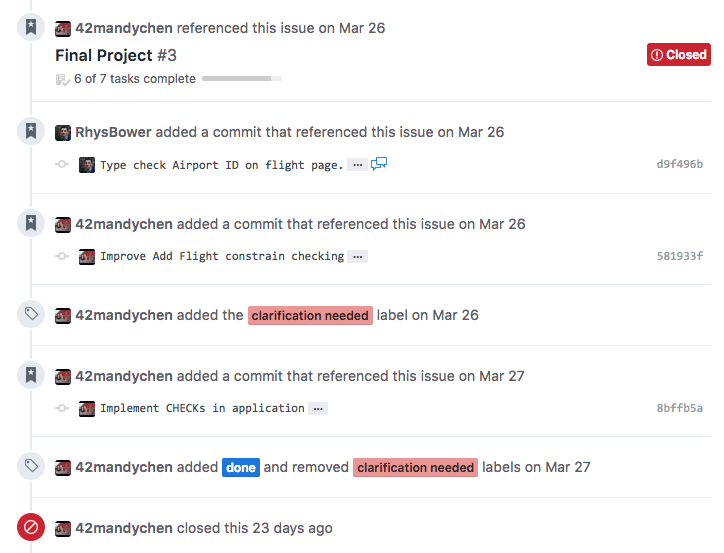 42mandychen referenced this issue on Mar 26
Final Project #3
Closed
6 of 7 tasks complete
RhysBower added a commit that referenced this issue on Mar 26
Type check Airport ID on flight page. ...
d9f496b
42mandychen added a commit that referenced this issue on Mar 26
Improve Add Flight constrain checking ...
581933f
42mandychen added the clarification needed label on Mar 26
42mandychen added a commit that referenced this issue on Mar 27
Implement CHECKs in application ...
8bffb5a
42mandychen added done and removed clarification needed labels on Mar 27
42mandychen closed this 23 days ago